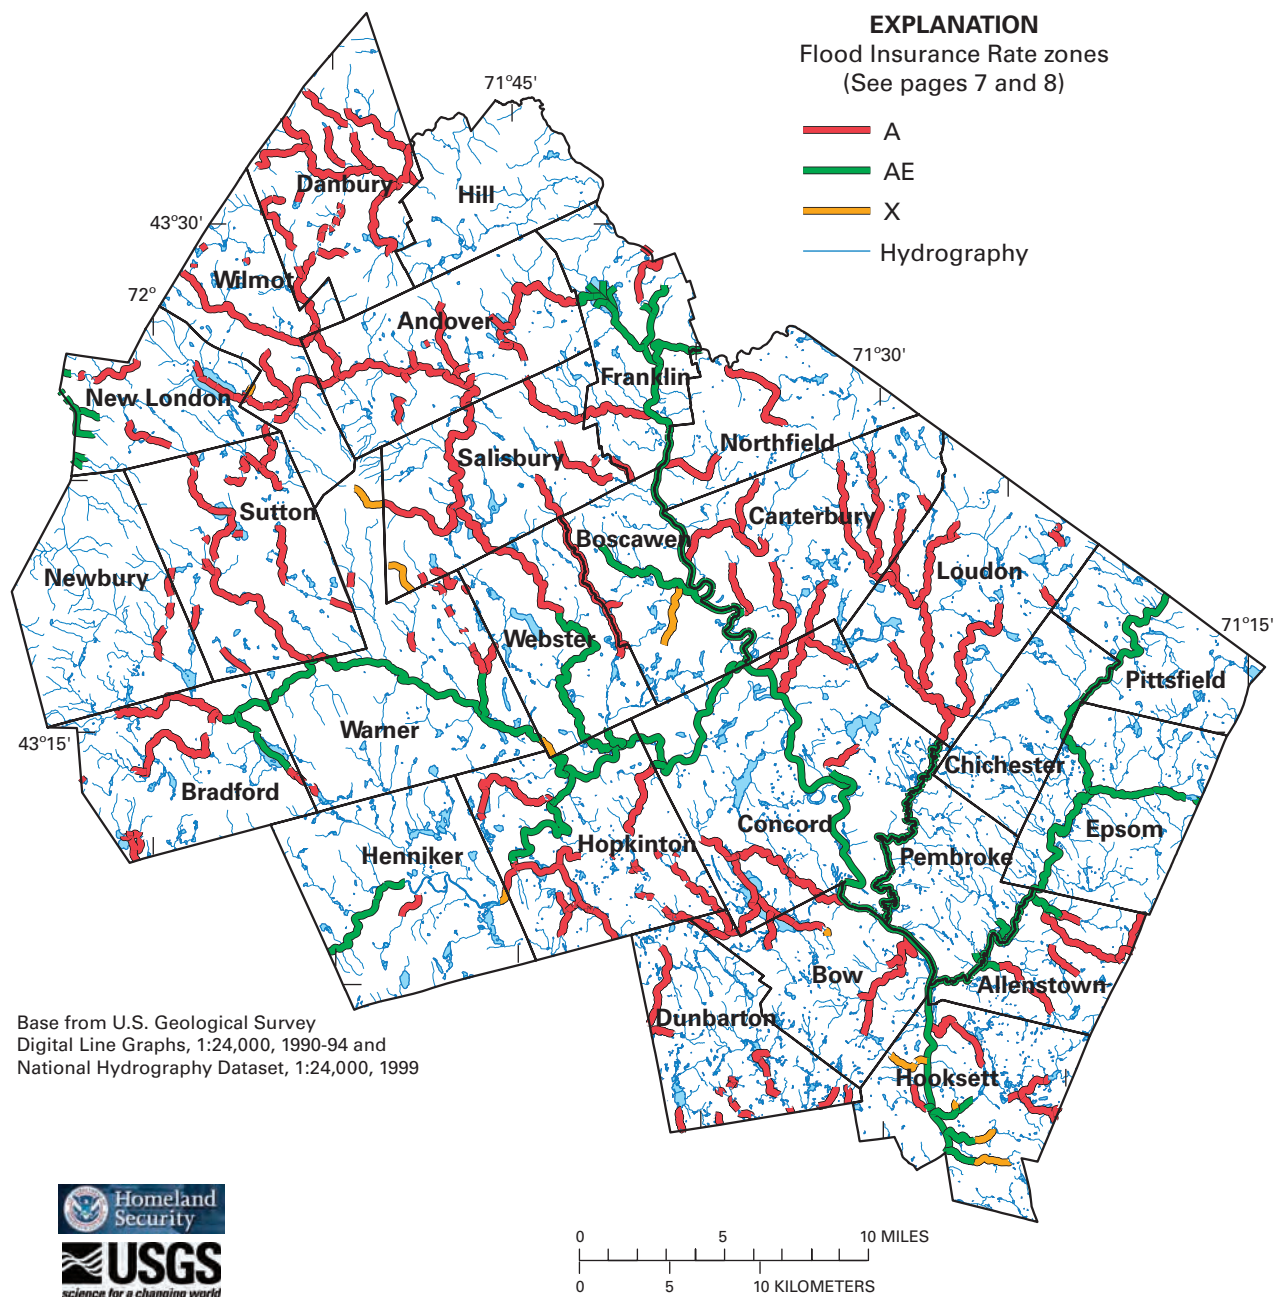 EXPLANATION
Flood Insurance Rate zones
(See pages 7 and 8)
A
AE
X
Hydrography
71°45'
43°30'
72°
71°30'
71°15'
43°15'
Danbury
Hill
Wilmot
Andover
Franklin
New London
Northfield
Salisbury
Sutton
Canterbury
Boscawen
Loudon
Newbury
Webster
Pittsfield
Warner
Chichester
Bradford
Concord
Epsom
Hopkinton
Henniker
Pembroke
Bow
Allenstown
Dunbarton
Hooksett
Base from U.S. Geological Survey
Digital Line Graphs, 1:24,000, 1990-94 and
National Hydrography Dataset, 1:24,000, 1999
Homeland
Security
USGS
science for a changing world
0 5 10 MILES
0 5 10 KILOMETERS